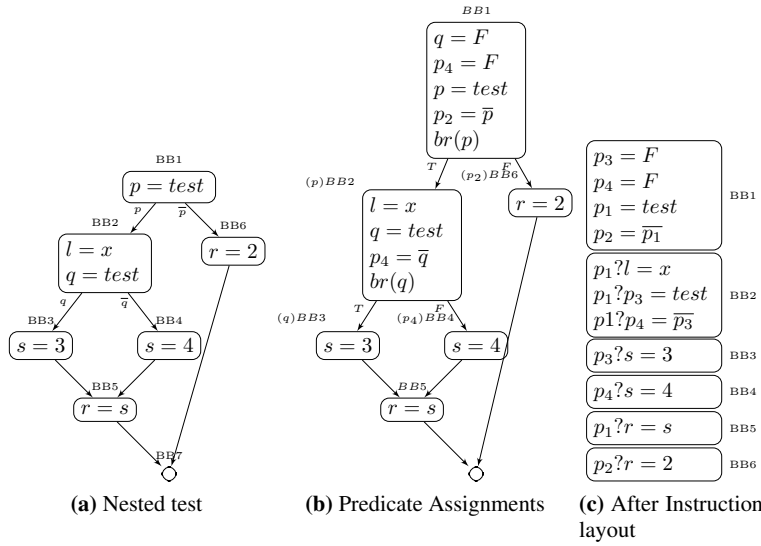 BB1
p = test
p
p̅
BB2
l = x
q = test
BB6
r = 2
q
q̅
BB3
s = 3
BB4
s = 4
BB5
r = s
BB7
(a) Nested test
BB1
q = F
p₄ = F
p = test
p₂ = p̅
br(p)
T
F
(p)BB2
l = x
q = test
p₄ = q̅
br(q)
(p₂)BB6
r = 2
T
F
(q)BB3
s = 3
(p₄)BB4
s = 4
BB5
r = s
(b) Predicate Assignments
p₃ = F
p₄ = F
p₁ = test
p₂ = p̅₁
BB1
p₁?l = x
p₁?p₃ = test
p1?p₄ = p̅₃
BB2
p₃?s = 3
BB3
p₄?s = 4
BB4
p₁?r = s
BB5
p₂?r = 2
BB6
(c) After Instruction
layout